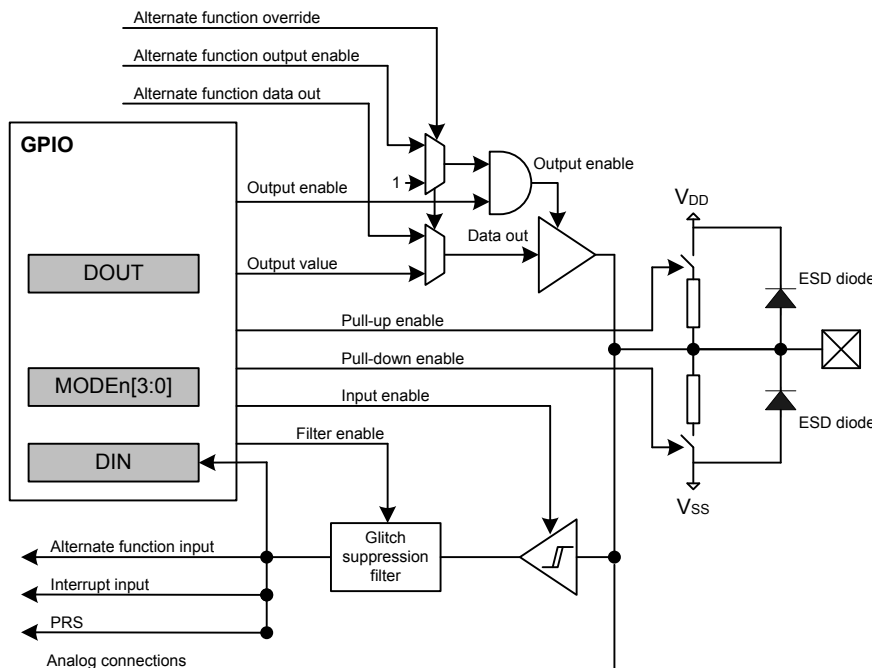 Alternate function override
Alternate function output enable
Alternate function data out
GPIO
Output enable
1
Output enable
Data out
Output value
DOUT
VDD
ESD diode
Pull-up enable
Pull-down enable
MODEn[3:0]
Input enable
ESD diode
Filter enable
DIN
VSS
Glitch
suppression
filter
Alternate function input
Interrupt input
PRS
Analog connections